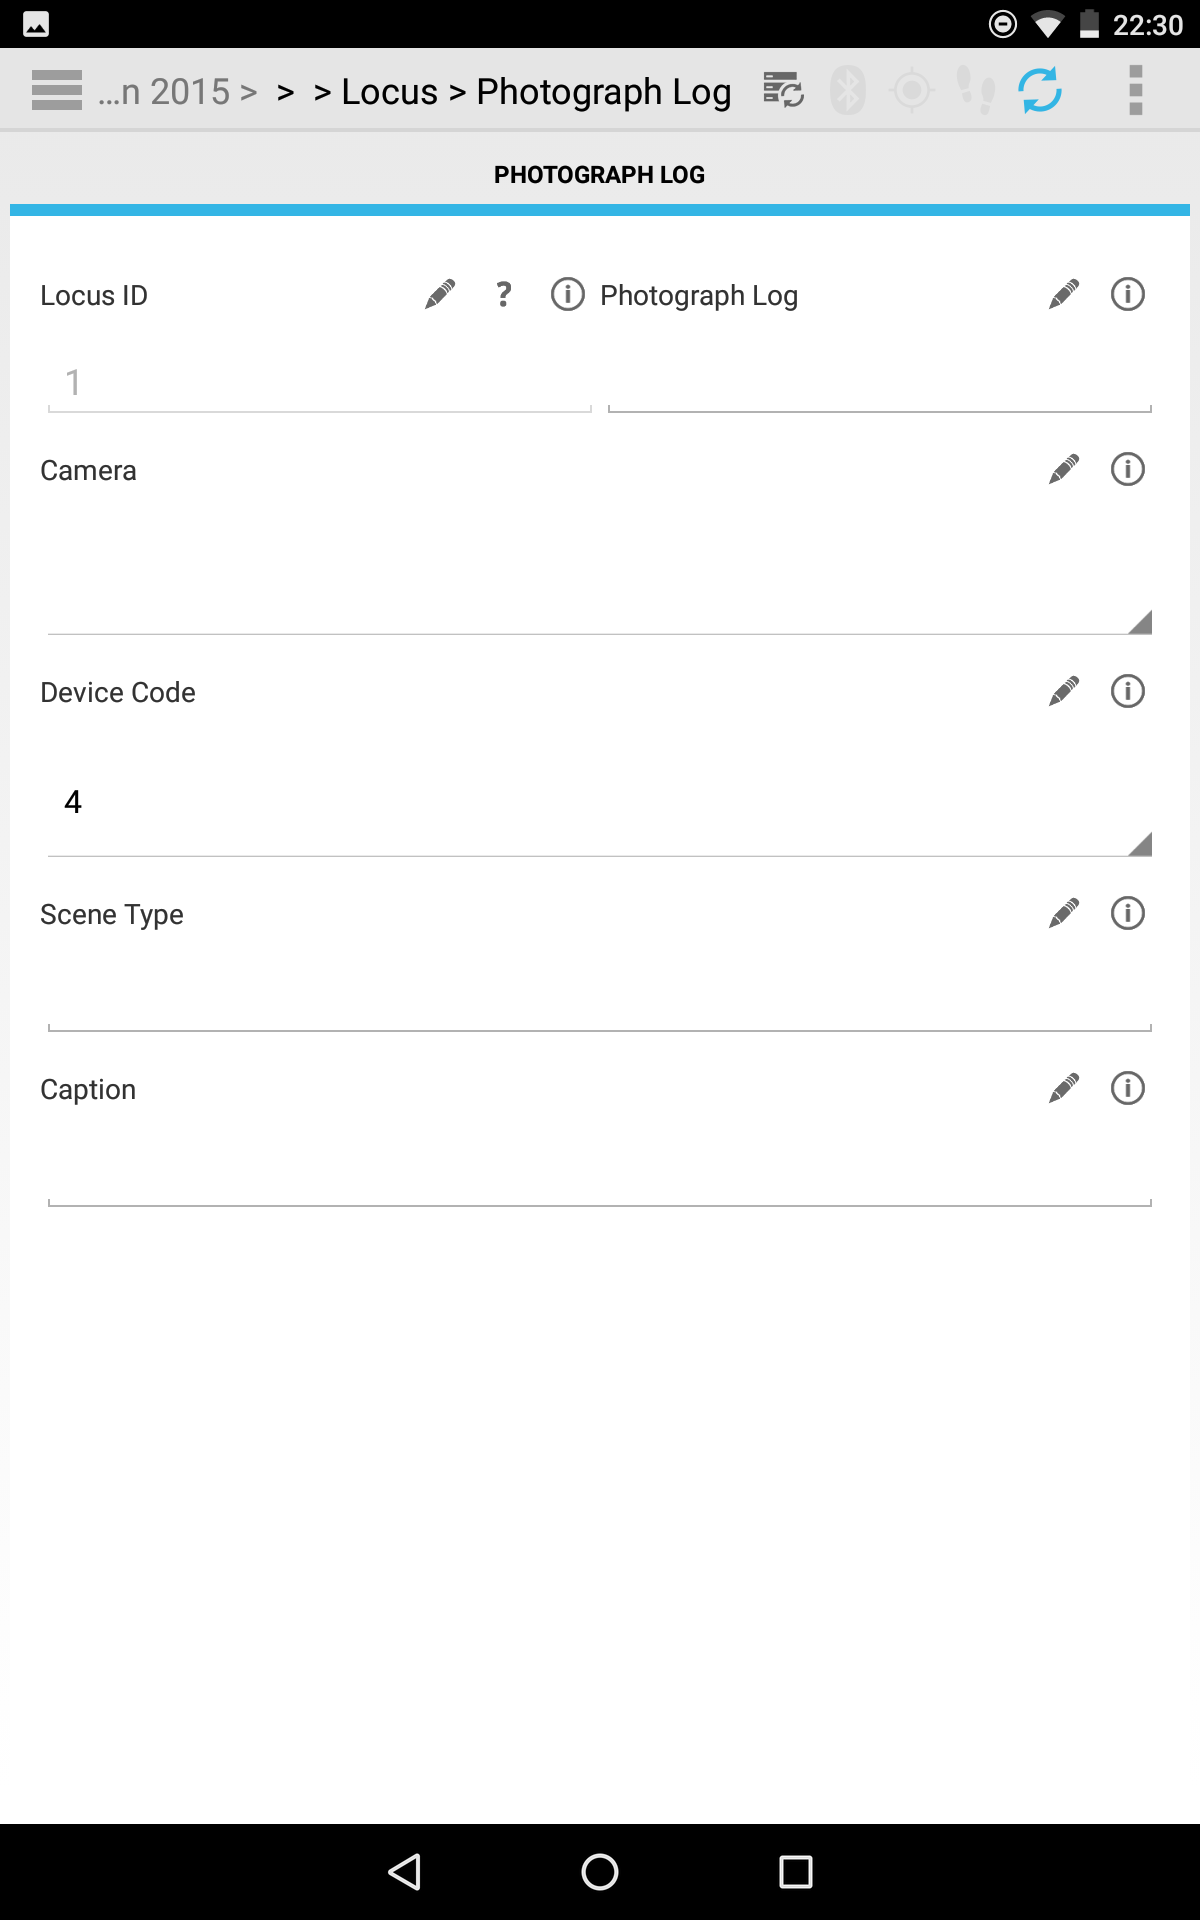 22:30
...n 2015 > > > Locus > Photograph Log
PHOTOGRAPH LOG
Locus ID ? Photograph Log
1
Camera
Device Code
4
Scene Type
Caption